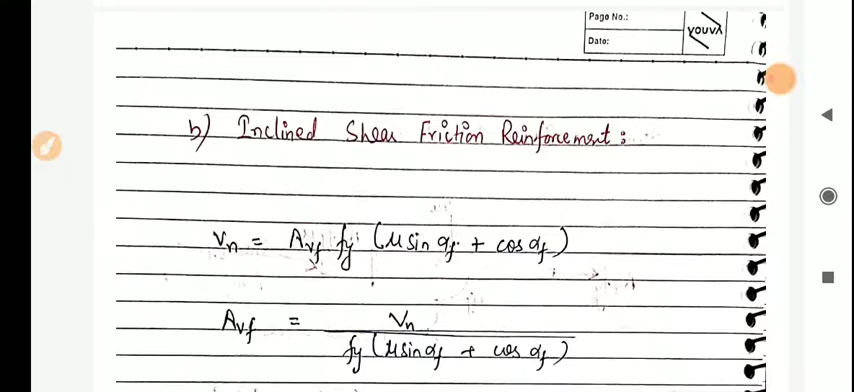 Page No.:
Date:
YOUVA
b) Inclined Shear Friction Reinforcement :
Vn = Avf fy (μ sin αf + cos αf)
Avf = Vn
fy (μ sin αf + cos αf)